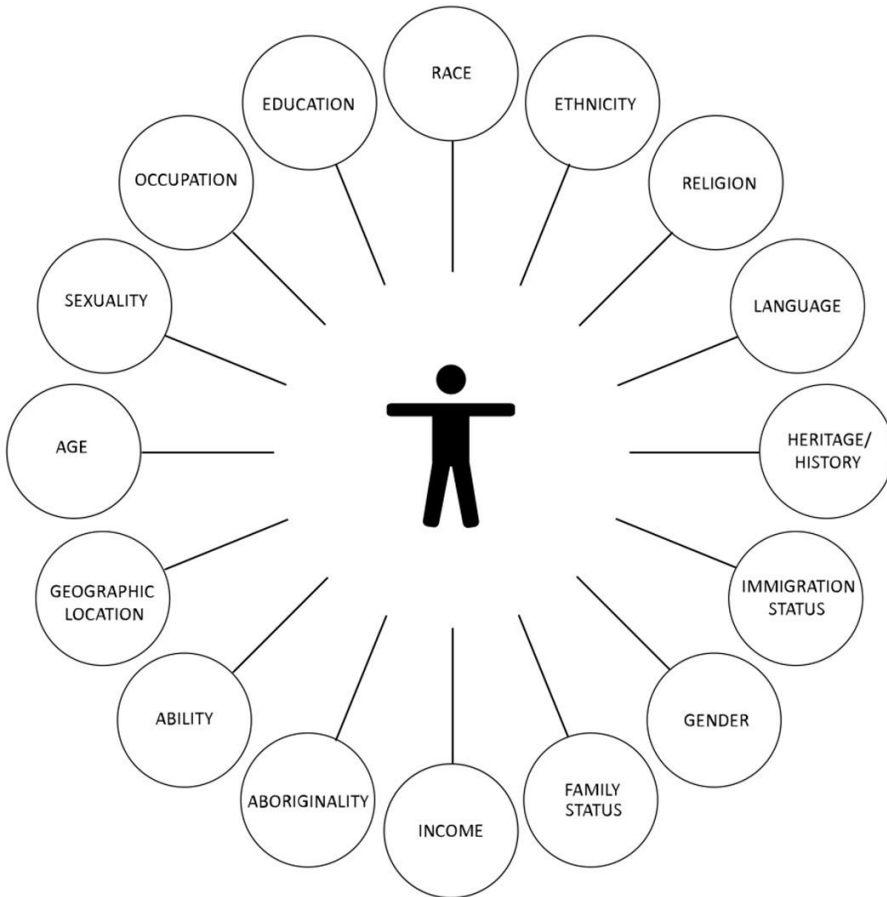 RACE
ETHNICITY
RELIGION
LANGUAGE
HERITAGE/
HISTORY
IMMIGRATION
STATUS
GENDER
FAMILY
STATUS
INCOME
ABORIGINALITY
ABILITY
GEOGRAPHIC
LOCATION
AGE
SEXUALITY
OCCUPATION
EDUCATION